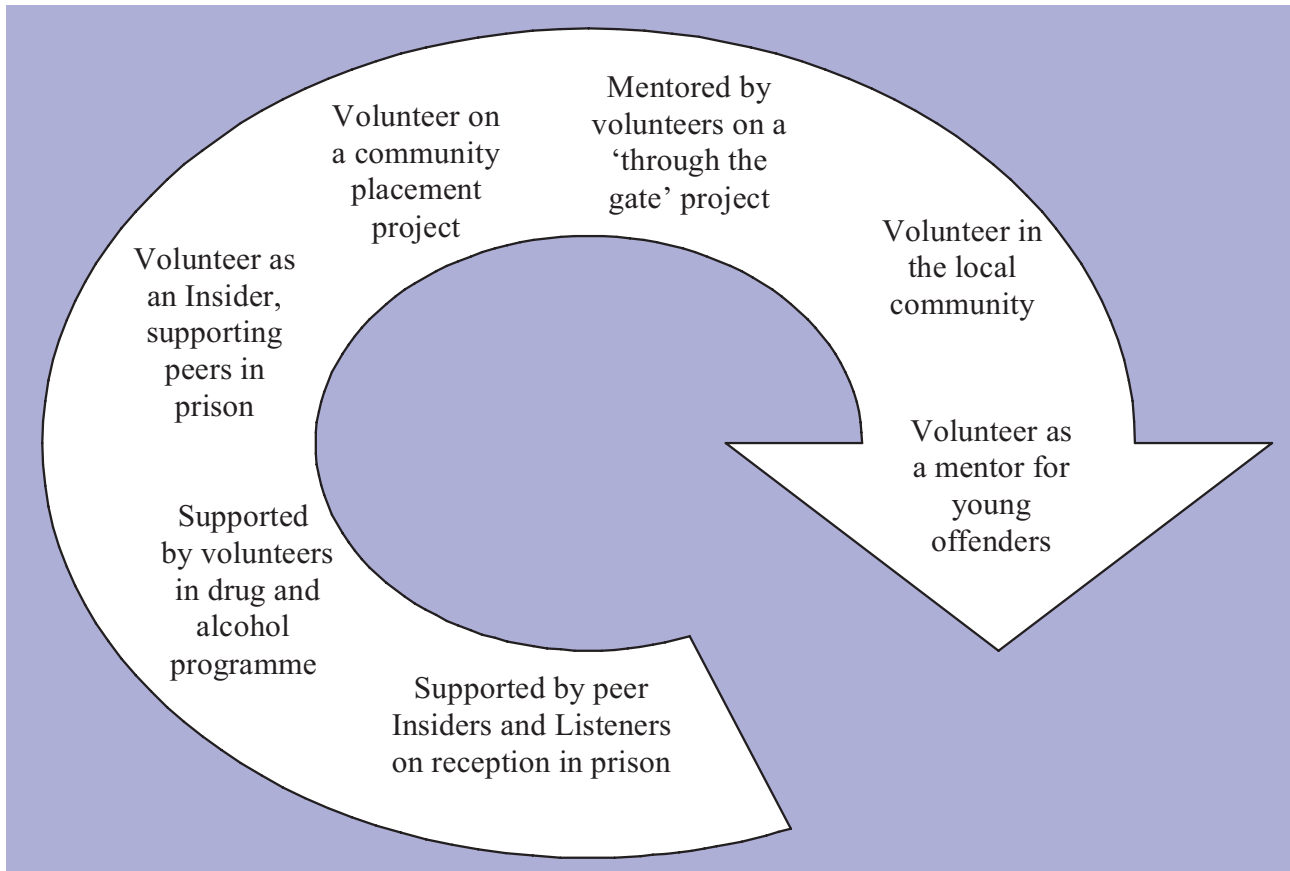 Supported by peer
Insiders and Listeners
on reception in prison
Supported
by volunteers
in drug and
alcohol
programme
Volunteer as
an Insider,
supporting
peers in
prison
Volunteer on
a community
placement
project
Mentored by
volunteers on a
‘through the
gate’ project
Volunteer in
the local
community
Volunteer as
a mentor for
young
offenders